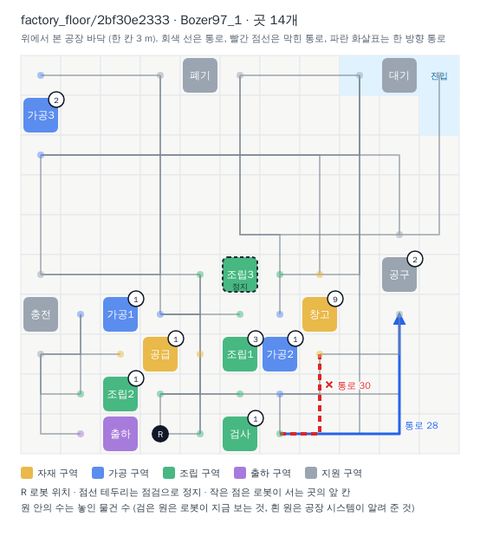 factory_floor/2bf30e2333 · Bozer97_1 · 곳 14개
위에서 본 공장 바닥 (한 칸 3 m). 회색 선은 통로, 빨간 점선은 막힌 통로, 파란 화살표는 한 방향 통로
폐기
대기
전립
가공3
2
조립3
정지
공구
2
충전
가공1
1
창고
9
공급
1
조립1
3
가공2
1
✕ 통로 30
조립2
1
출하
R
검사
1
통로 28
자재 구역
가공 구역
조립 구역
출하 구역
지원 구역
R 로봇 위치 · 점선 테두리는 점검으로 정지 · 작은 점은 로봇이 서는 곳의 앞 칸
원 안의 수는 놓인 물건 수 (검은 원은 로봇이 지금 보는 것, 흰 원은 공장 시스템이 알려 준 것)